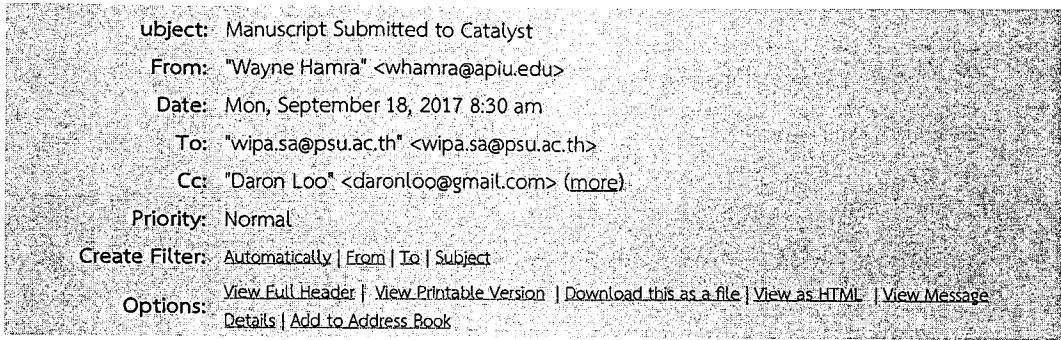 ubject: Manuscript Submitted to Catalyst
From: "Wayne Hamra" <whamra@apiu.edu>
Date: Mon, September 18, 2017 8:30 am
To: "wipa.sa@psu.ac.th" <wipa.sa@psu.ac.th>
Cc: "Daron Loo" <daronloo@gmail.com> (more)
Priority: Normal
Create Filter: Automatically | From | To | Subject
Options: View Full Header | View Printable Version | Download this as a file | View as HTML | View Message
Details | Add to Address Book